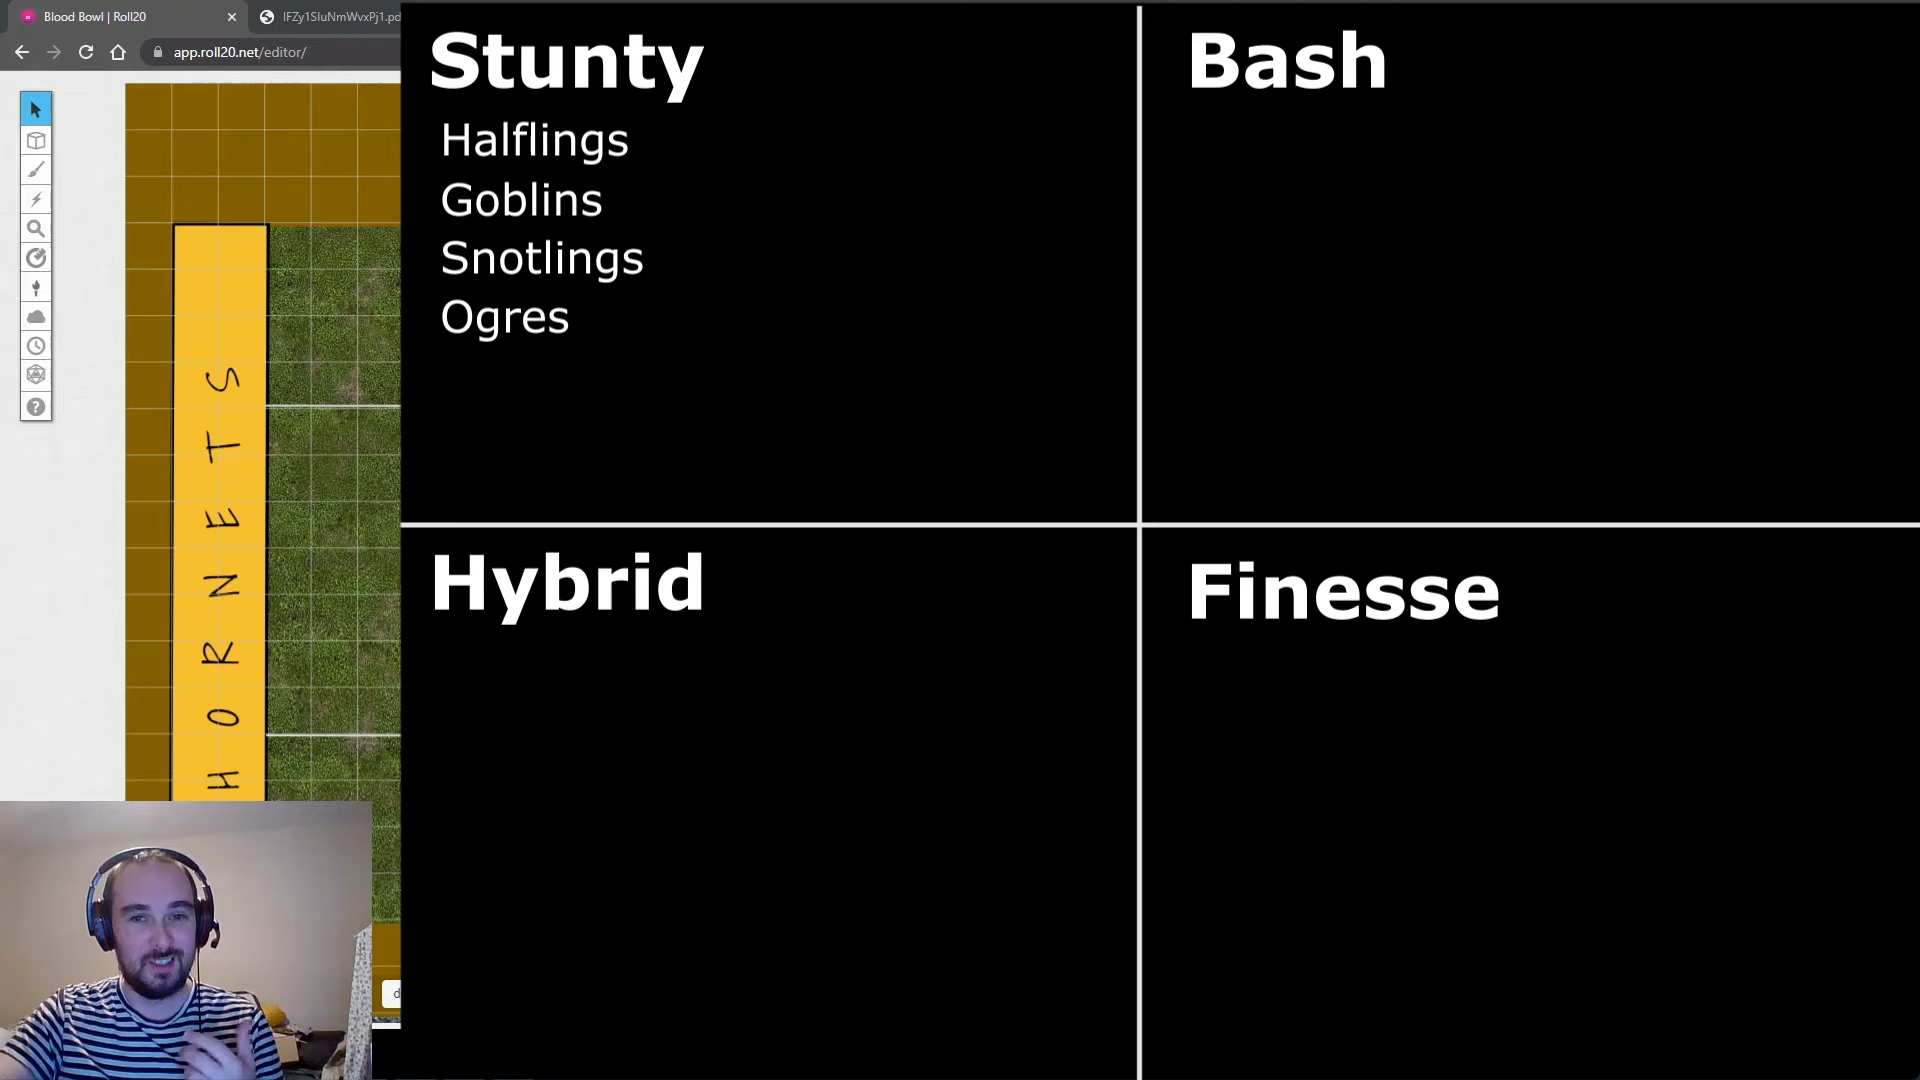 Blood Bowl | Roll20
IFZy1SluNmWvxPj1.pd
app.roll20.net/editor/
Stunty
Halflings
Goblins
Snotlings
Ogres
Bash
Hybrid
Finesse
HORNETS
d